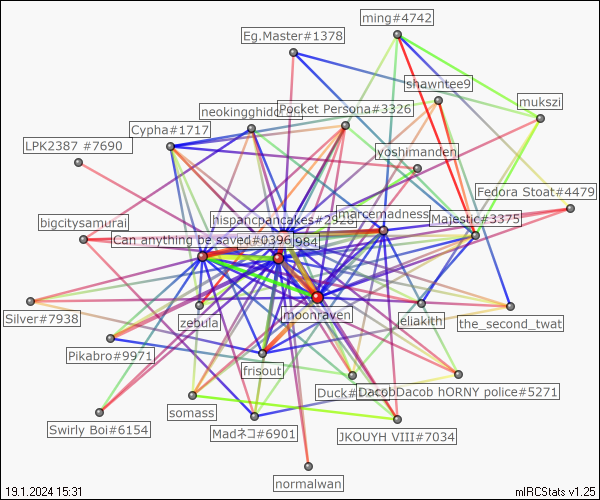 ming#4742
Eg.Master#1378
shawntee9
mukszi
neokingghido
Pocket Persona#3326
Cypha#1717
LPK2387 #7690
yoshimanden
Fedora Stoat#4479
hispancpancakes#2928
marcemadness
Majestic#3375
bigcitysamurai
Can anything be saved#0396
984
Silver#7938
zebula
moonraven
eliakith
the_second_twat
Pikabro#9971
frisout
Duck#
DacobDacob hORNY police#5271
somass
Swirly Boi#6154
Madネコ#6901
JKOUYH VIII#7034
normalwan
19.1.2024 15:31
mIRCStats v1.25